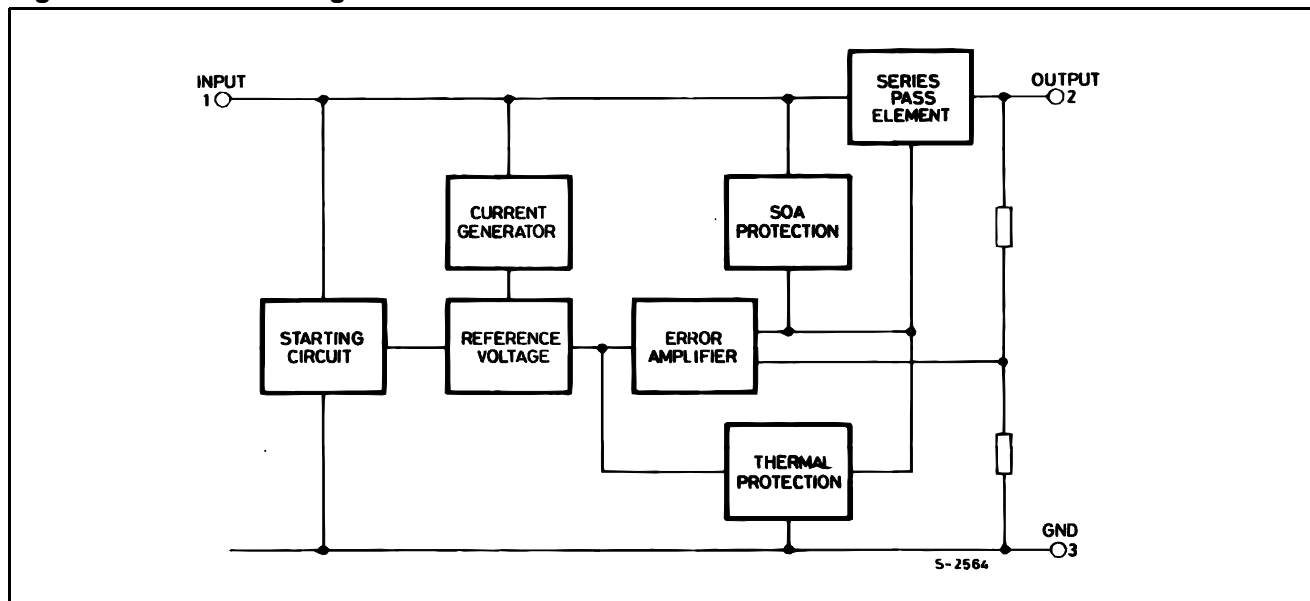 INPUT
1
SERIES
PASS
ELEMENT
OUTPUT
2
CURRENT
GENERATOR
SOA
PROTECTION
STARTING
CIRCUIT
REFERENCE
VOLTAGE
ERROR
AMPLIFIER
THERMAL
PROTECTION
GND
3
S-2564